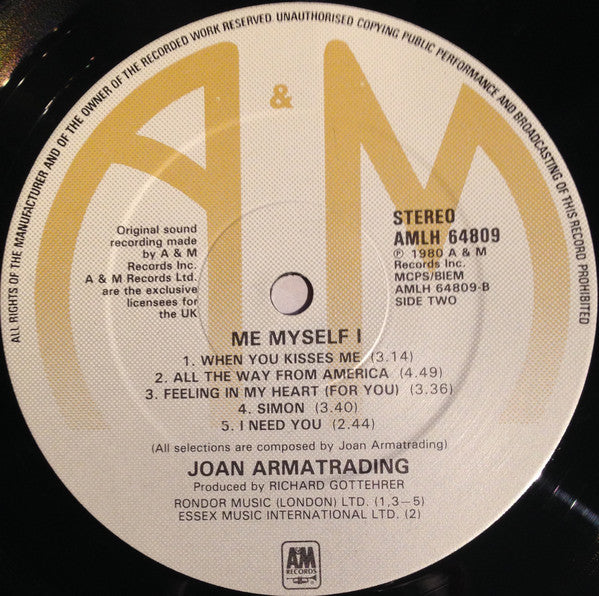 ALL RIGHTS OF THE MANUFACTURER AND OF THE OWNER OF THE RECORDED WORK RESERVED UNAUTHORISED COPYING PUBLIC PERFORMANCE AND BROADCASTING OF THIS RECORD PROHIBITED
A & M
Original sound
recording made
by A & M
Records Inc.
A & M Records Ltd.
are the exclusive
licensees for
the UK
STEREO
AMLH 64809
℗ 1980 A & M
Records Inc.
MCPS/BIEM
AMLH 64809-B
SIDE TWO
ME MYSELF I
1. WHEN YOU KISSES ME (3.14)
2. ALL THE WAY FROM AMERICA (4.49)
3. FEELING IN MY HEART (FOR YOU) (3.36)
4. SIMON (3.40)
5. I NEED YOU (2.44)
(All selections are composed by Joan Armatrading)
JOAN ARMATRADING
Produced by RICHARD GOTTEHRER
RONDOR MUSIC (LONDON) LTD. (1,3–5)
ESSEX MUSIC INTERNATIONAL LTD. (2)
AM
RECORDS